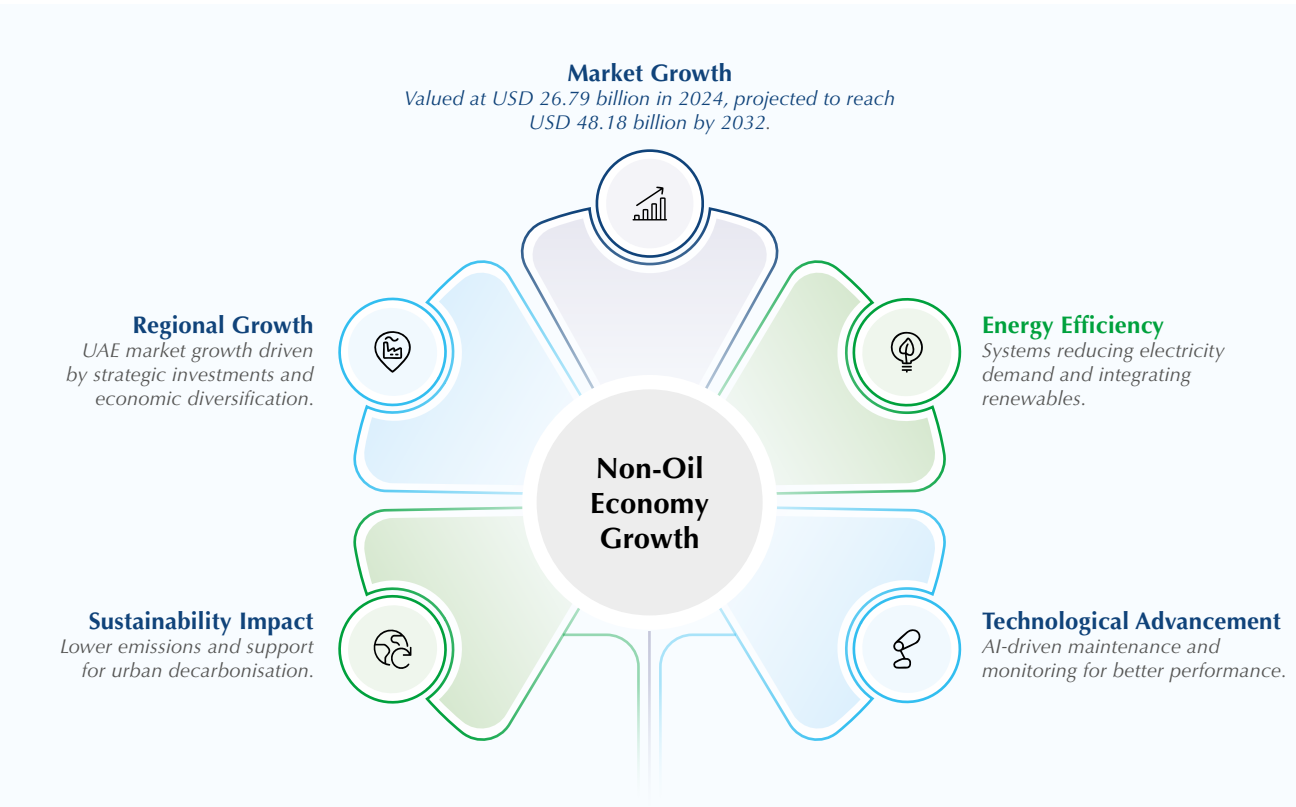 Market Growth
Valued at USD 26.79 billion in 2024, projected to reach
USD 48.18 billion by 2032.
Regional Growth
UAE market growth driven
by strategic investments and
economic diversification.
Energy Efficiency
Systems reducing electricity
demand and integrating
renewables.
Non-Oil
Economy
Growth
Sustainability Impact
Lower emissions and support
for urban decarbonisation.
Technological Advancement
AI-driven maintenance and
monitoring for better performance.